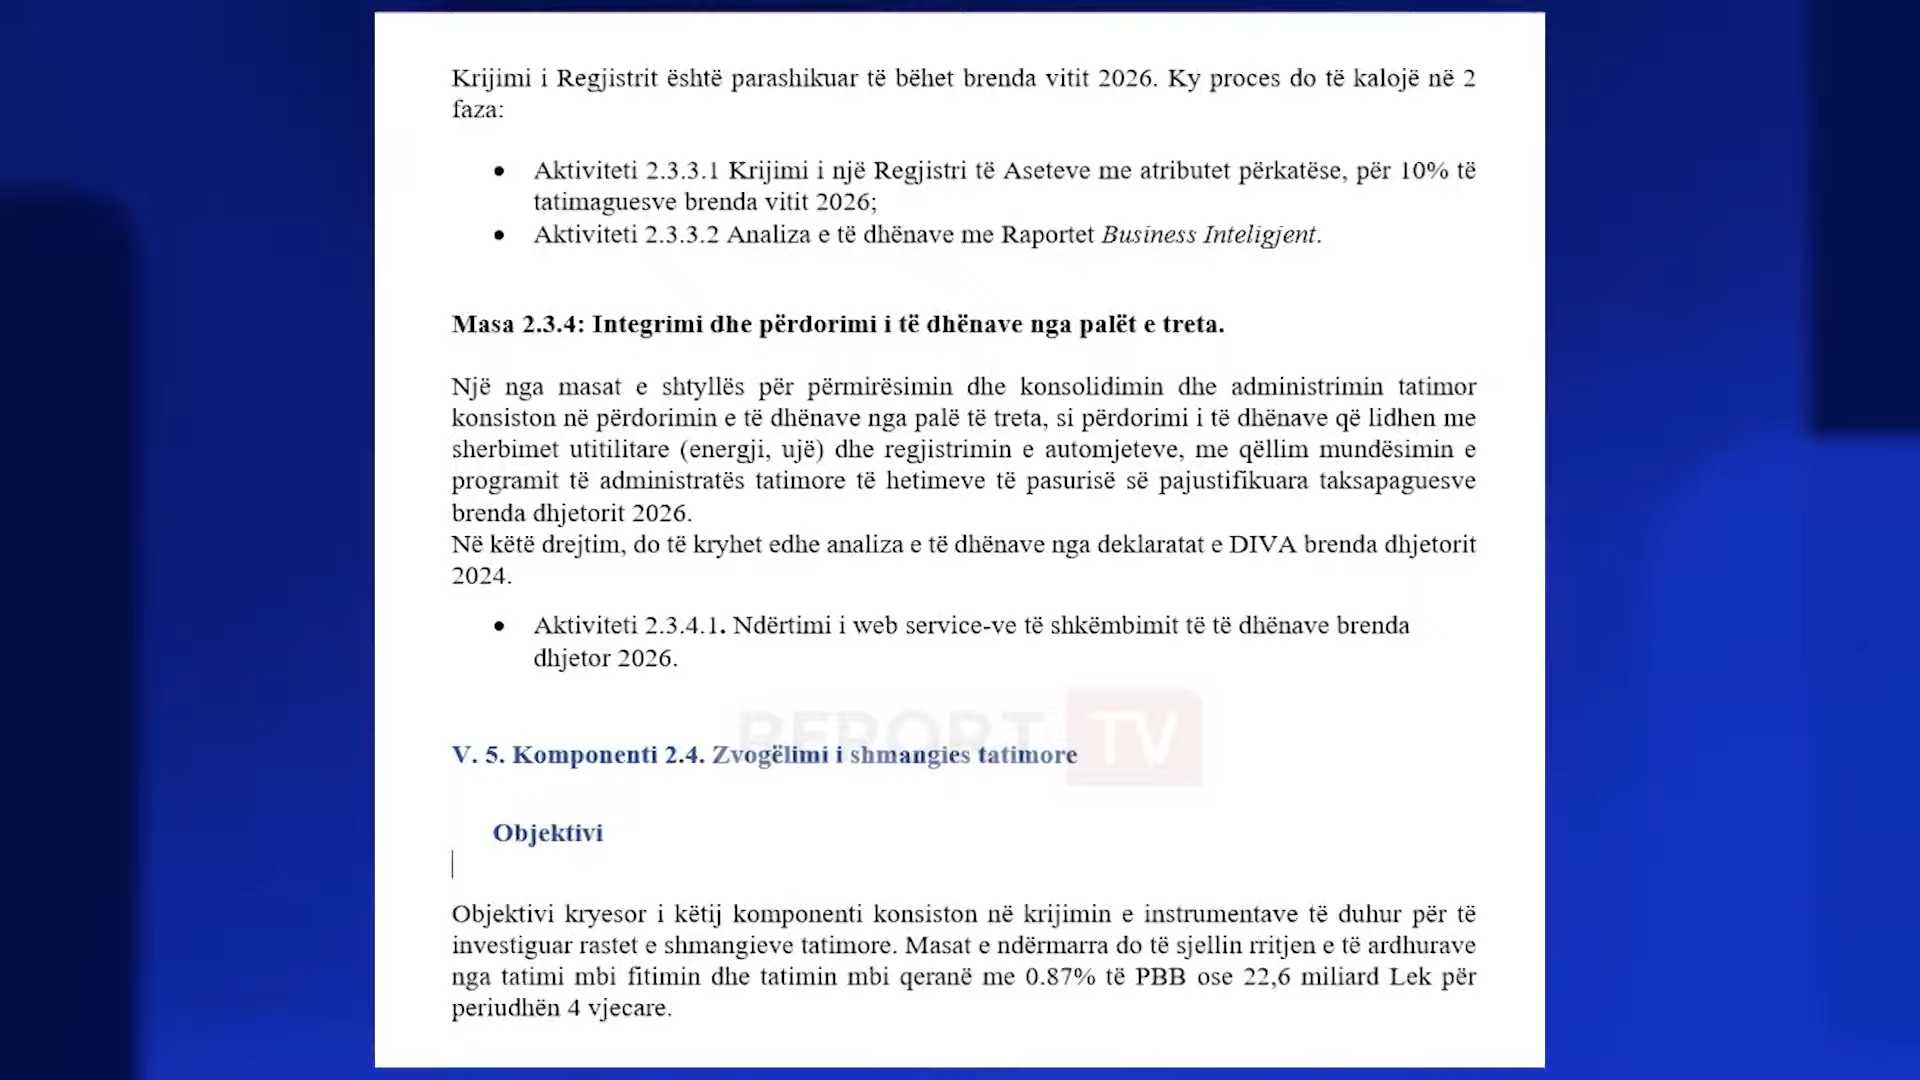 Krijimi i Regjistrit është parashikuar të bëhet brenda vitit 2026. Ky proces do të kalojë në 2
faza:
• Aktiviteti 2.3.3.1 Krijimi i një Regjistri të Aseteve me atributet përkatëse, për 10% të
tatimaguesve brenda vitit 2026;
• Aktiviteti 2.3.3.2 Analiza e të dhënave me Raportet Business Inteligjent.
Masa 2.3.4: Integrimi dhe përdorimi i të dhënave nga palët e treta.
Një nga masat e shtyllës për përmirësimin dhe konsolidimin dhe administrimin tatimor
konsiston në përdorimin e të dhënave nga palë të treta, si përdorimi i të dhënave që lidhen me
sherbimet utitilitare (energji, ujë) dhe regjistrimin e automjeteve, me qëllim mundësimin e
programit të administratës tatimore të hetimeve të pasurisë së pajustifikuara taksapaguesve
brenda dhjetorit 2026.
Në këtë drejtim, do të kryhet edhe analiza e të dhënave nga deklaratat e DIVA brenda dhjetorit
2024.
• Aktiviteti 2.3.4.1. Ndërtimi i web service-ve të shkëmbimit të të dhënave brenda
dhjetor 2026.
REPORT TV
V. 5. Komponenti 2.4. Zvogëlimi i shmangies tatimore
Objektivi
Objektivi kryesor i këtij komponenti konsiston në krijimin e instrumentave të duhur për të
investiguar rastet e shmangieve tatimore. Masat e ndërmarra do të sjellin rritjen e të ardhurave
nga tatimi mbi fitimin dhe tatimin mbi qeranë me 0.87% të PBB ose 22,6 miliard Lek për
periudhën 4 vjecare.